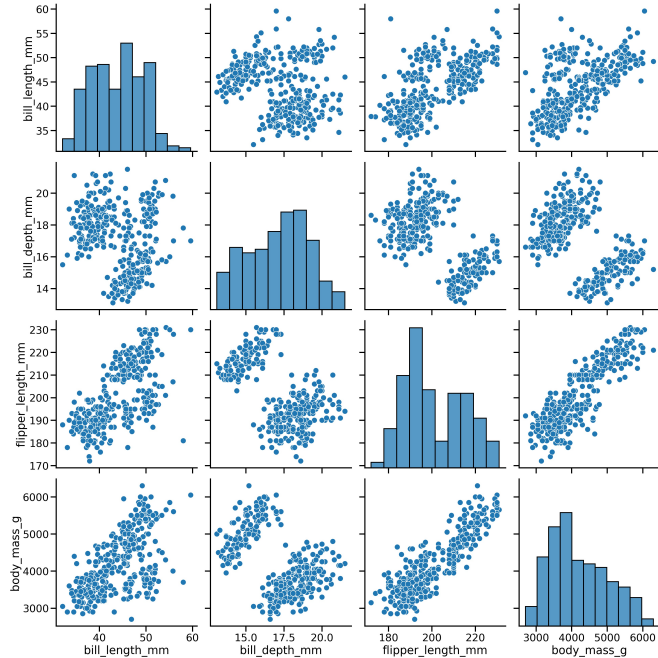 60
55
50
45
40
35
bill_length_mm
20
18
16
14
bill_depth_mm
230
220
210
200
190
180
170
flipper_length_mm
6000
5000
4000
3000
body_mass_g
40 50 60
bill_length_mm
15.0 17.5 20.0
bill_depth_mm
180 200 220
flipper_length_mm
3000 4000 5000 6000
body_mass_g